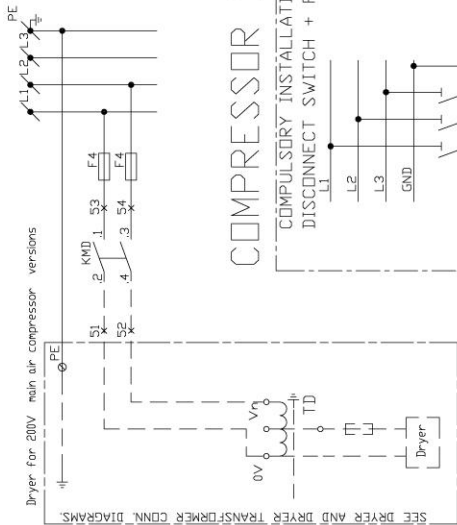 PE
L3
L2
L1
F4
F4
53
54
.1
.3
KMD
.2
.4
51
52
Dryer for 200V main air compressor versions
PE
Vn
0V
TD
Dryer
SEE DRYER AND DRYER TRANSFORMER CONN. DIAGRAMS.
COMPRESSOR
COMPULSORY INSTALLATI
DISCONNECT SWITCH + F
L1
L2
L3
GND